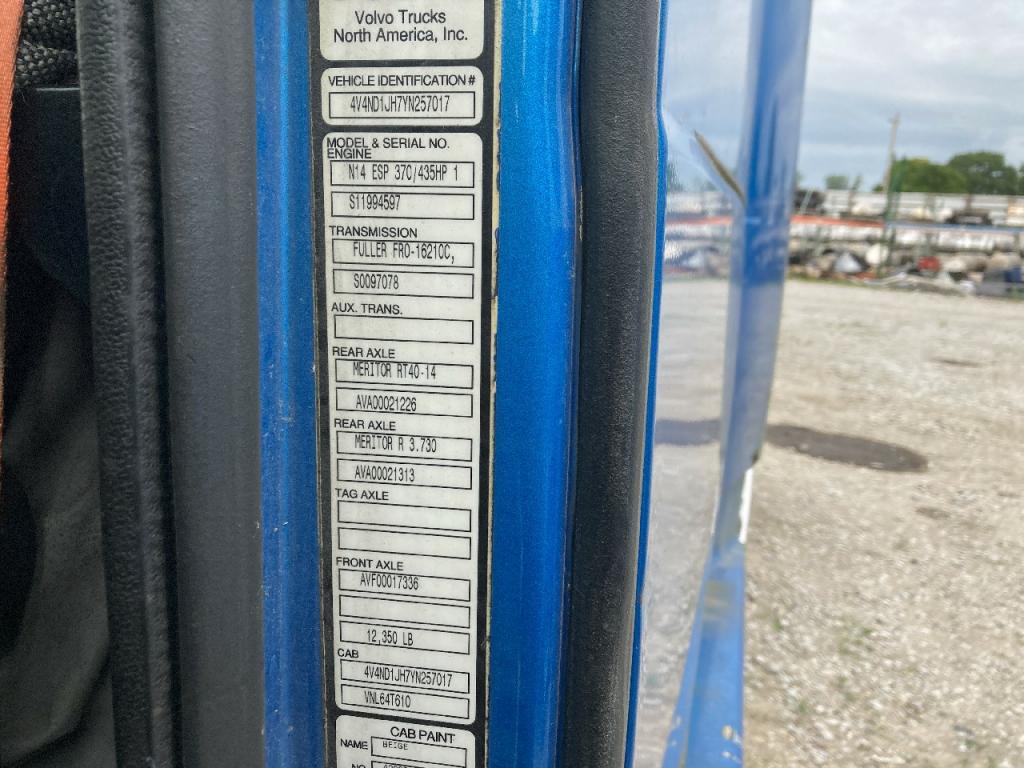 Volvo Trucks
North America, Inc.
VEHICLE IDENTIFICATION #
4V4ND1JH7YN257017
MODEL & SERIAL NO.
ENGINE
N14 ESP 37C/435HP 1
S11994597
TRANSMISSION
FULLER FRO-16210C,
S0097078
AUX. TRANS.
REAR AXLE
MERITOR RT40-14
AVA00021226
REAR AXLE
MERITOR R 3.730
AVA00021313
TAG AXLE
FRONT AXLE
AVF00017336
12,350 LB
CAB
4V4ND1JH7YN257017
VNL64T610
CAB PAINT
NAME BEIGE
NO.